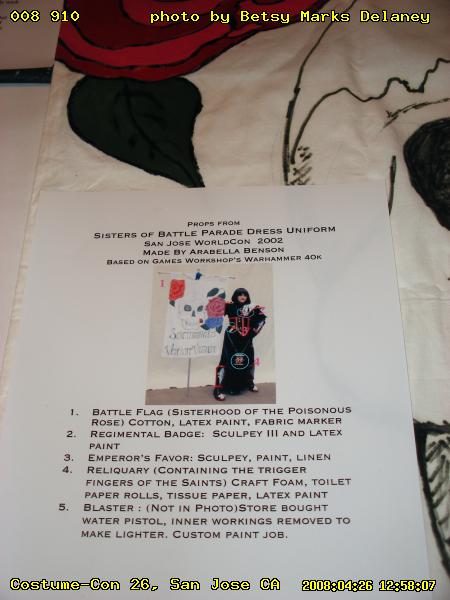 008 910 photo by Betsy Marks Delaney
Props from
Sisters of Battle Parade Dress Uniform
San Jose WorldCon 2002
Made By Arabella Benson
Based on Games Workshop's Warhammer 40K
1
4
1. Battle Flag (Sisterhood of the Poisonous
Rose) Cotton, latex paint, fabric marker
2. Regimental Badge: Sculpey III and latex
paint
3. Emperor's Favor: Sculpey, paint, linen
4. Reliquary (Containing the trigger
fingers of the Saints) Craft Foam, toilet
paper rolls, tissue paper, latex paint
5. Blaster : (Not in Photo)Store bought
water pistol, inner workings removed to
make lighter. Custom paint job.
Costume-Con 26, San Jose CA 2008:04:26 12:58:07